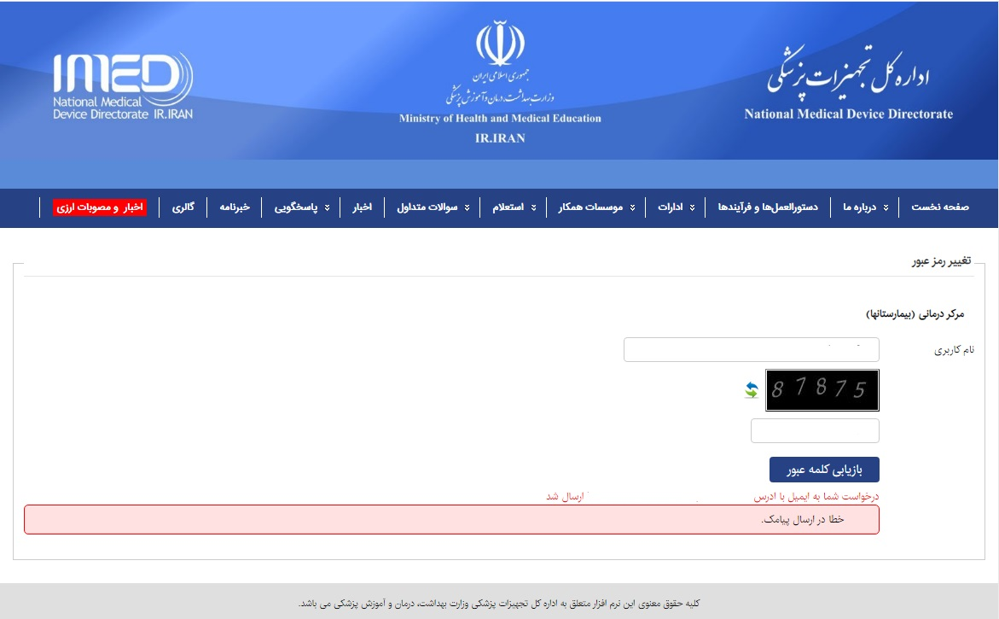 اداره کل تجهیزات پزشکی
National Medical Device Directorate
جمهوری اسلامی ایران
وزارت بهداشت، درمان و آموزش پزشکی
Ministry of Health and Medical Education
IR.IRAN
IMED
National Medical
Device Directorate IR.IRAN
صفحه نخست درباره ما دستورالعمل‌ها و فرآیندها ادارات موسسات همکار استعلام سوالات متداول اخبار پاسخگویی خبرنامه گالری اخبار و مصوبات ارزی
تغییر رمز عبور
مرکز درمانی (بیمارستانها)
نام کاربری
87875
بازیابی کلمه عبور
درخواست شما به ایمیل با ادرس ارسال شد
خطا در ارسال پیامک.
کلیه حقوق معنوی این نرم افزار متعلق به اداره کل تجهیزات پزشکی وزارت بهداشت، درمان و آموزش پزشکی می باشد.